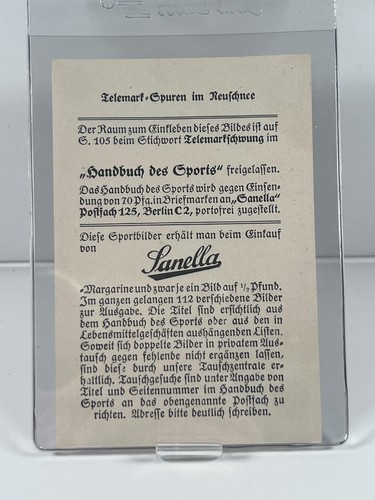 Telemark-Spuren im Neuschnee
Der Raum zum Einkleben dieses Bildes ist auf
S. 105 beim Stichwort Telemarkschwung im
„Handbuch des Sports“ freigelassen.
Das Handbuch des Sports wird gegen Einsen-
dung von 70 Pfg. in Briefmarken an „Sanella“
Postfach 125, Berlin C 2, portofrei zugestellt.
Diese Sportbilder erhält man beim Einkauf
von
Sanella
-Margarine und zwar je ein Bild auf ½ Pfund.
Im ganzen gelangen 112 verschiedene Bilder
zur Ausgabe. Die Titel sind ersichtlich aus
dem Handbuch des Sports oder aus den in
Lebensmittelgeschäften aushängenden Listen.
Soweit sich doppelte Bilder in privatem Aus-
tausch gegen fehlende nicht ergänzen lassen,
sind diese durch unsere Tauschzentrale er-
hältlich. Tauschgesuche sind unter Angabe von
Titel und Seitennummer im Handbuch des
Sports an das obengenannte Postfach zu
richten. Adresse bitte deutlich schreiben.